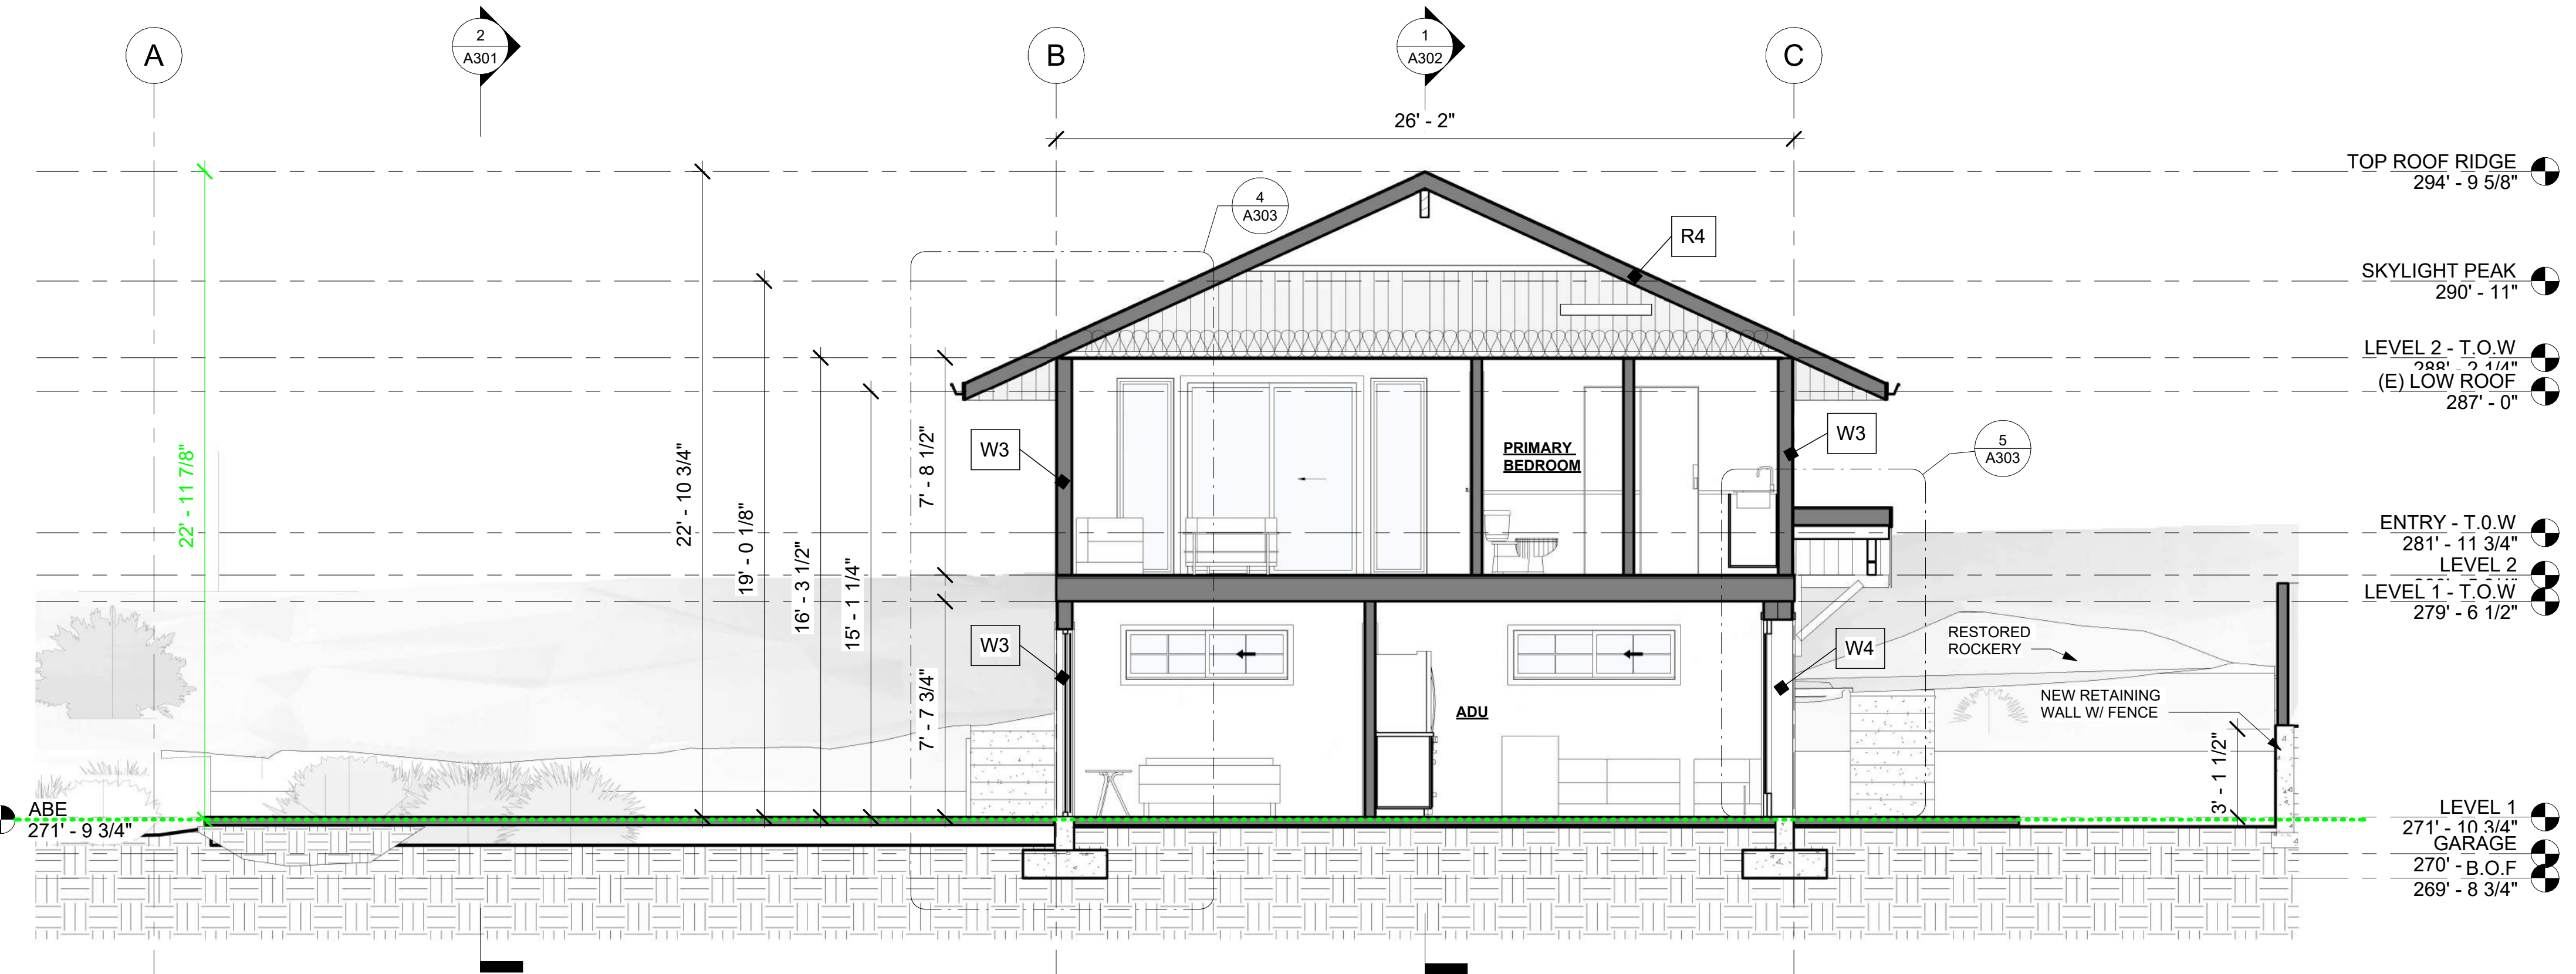 A
2
A301
B
1
A302
C
26' - 2"
TOP ROOF RIDGE
294' - 9 5/8"
4
A303
R4
SKYLIGHT PEAK
290' - 11"
LEVEL 2 - T.O.W
288' - 2 1/4"
(E) LOW ROOF
287' - 0"
22' - 11 7/8"
22' - 10 3/4"
19' - 0 1/8"
16' - 3 1/2"
15' - 1 1/4"
7' - 8 1/2"
7' - 7 3/4"
W3
PRIMARY
BEDROOM
W3
5
A303
ENTRY - T.0.W
281' - 11 3/4"
LEVEL 2
LEVEL 1 - T.O.W
279' - 6 1/2"
W3
W4
RESTORED
ROCKERY
ADU
NEW RETAINING
WALL W/ FENCE
3' - 1 1/2"
ABE
271' - 9 3/4"
LEVEL 1
271' - 10 3/4"
GARAGE
270' -
B.O.F
269' - 8 3/4"